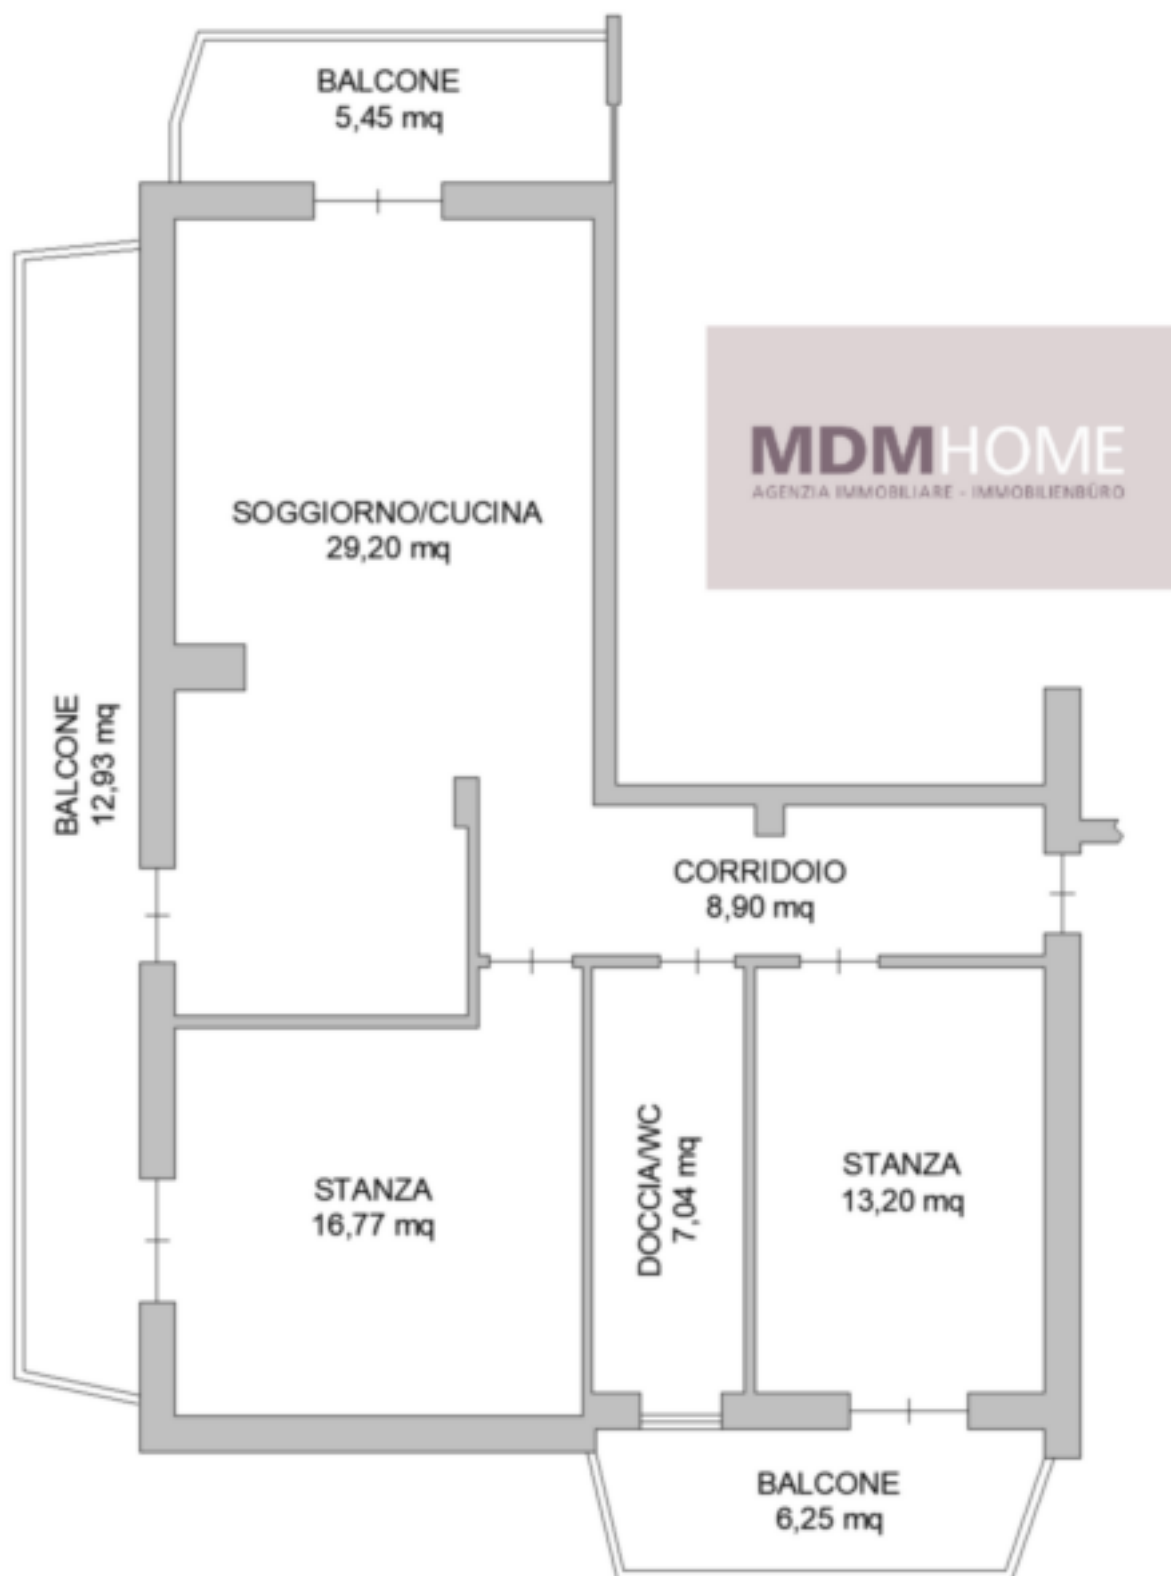 BALCONE
5,45 mq
MDMHOME
AGENZIA IMMOBILIARE - IMMOBILIENBÜRO
SOGGIORNO/CUCINA
29,20 mq
BALCONE
12,93 mq
CORRIDOIO
8,90 mq
STANZA
16,77 mq
DOCCIA/WC
7,04 mq
STANZA
13,20 mq
BALCONE
6,25 mq